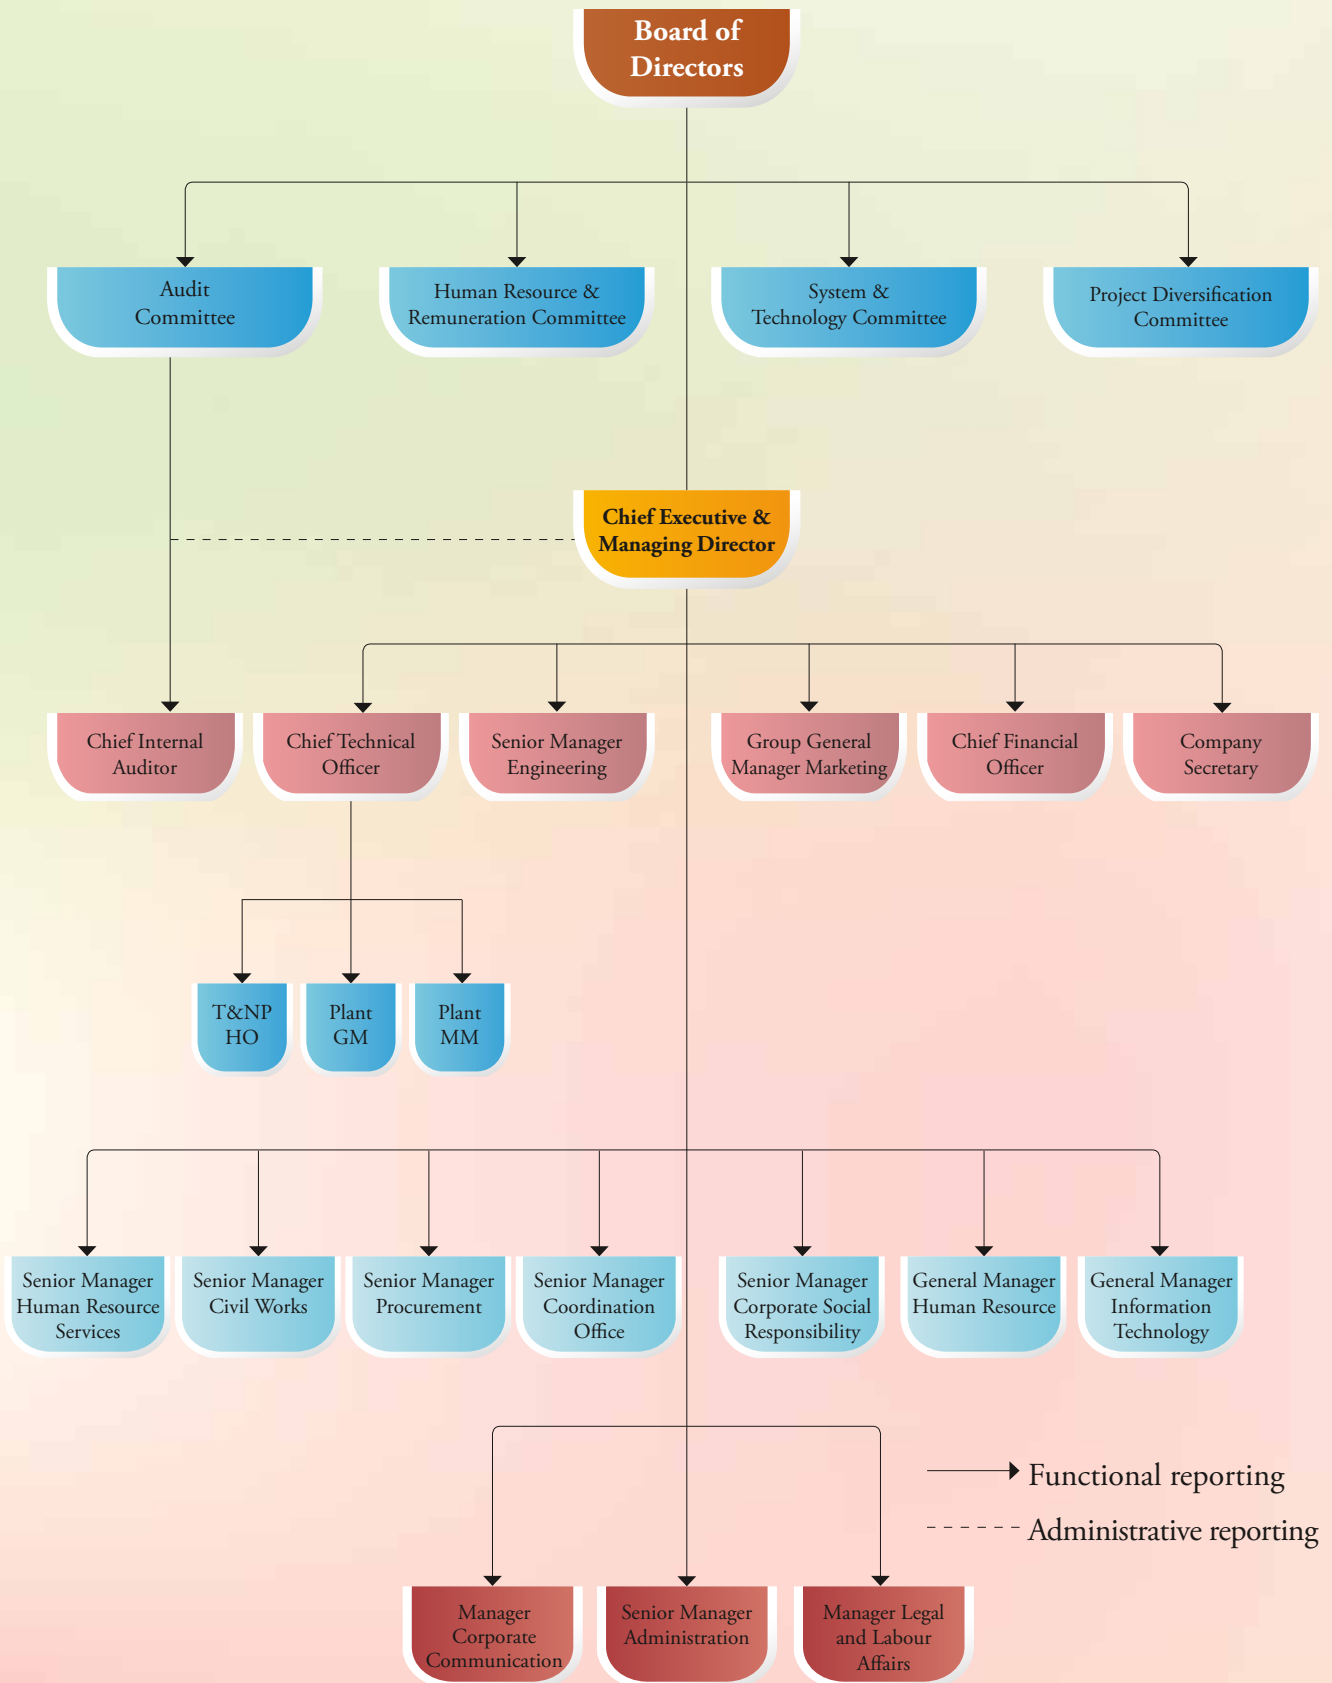 Board of
Directors
Audit
Committee
Human Resource &
Remuneration Committee
System &
Technology Committee
Project Diversification
Committee
Chief Executive &
Managing Director
Chief Internal
Auditor
Chief Technical
Officer
Senior Manager
Engineering
Group General
Manager Marketing
Chief Financial
Officer
Company
Secretary
T&NP
HO
Plant
GM
Plant
MM
Senior Manager
Human Resource
Services
Senior Manager
Civil Works
Senior Manager
Procurement
Senior Manager
Coordination
Office
Senior Manager
Corporate Social
Responsibility
General Manager
Human Resource
General Manager
Information
Technology
Functional reporting
Administrative reporting
Manager
Corporate
Communication
Senior Manager
Administration
Manager Legal
and Labour
Affairs